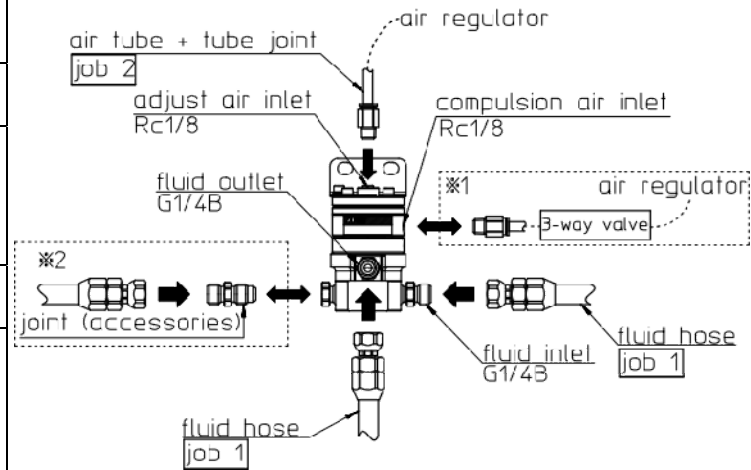 air regulator
air tube + tube joint
job 2
adjust air inlet
Rc1/8
compulsion air inlet
Rc1/8
fluid outlet
G1/4B
※1
air regulator
3-way valve
※2
joint (accessories)
fluid inlet
G1/4B
fluid hose
job 1
fluid hose
job 1